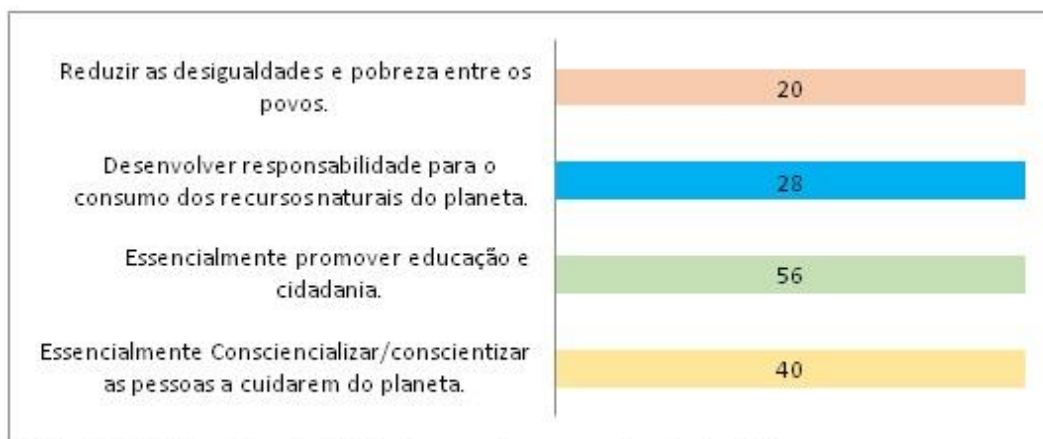 Reduzir as desigualdades e pobreza entre os
povos.
20
Desenvolver responsabilidade para o
consumo dos recursos naturais do planeta.
28
Essencialmente promover educação e
cidadania.
56
Essencialmente Consciencializar/conscientizar
as pessoas a cuidarem do planeta.
40